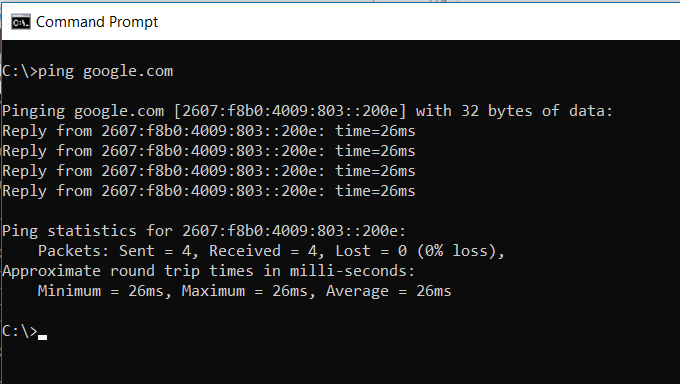 Command Prompt
C:\>ping google.com
Pinging google.com [2607:f8b0:4009:803::200e] with 32 bytes of data:
Reply from 2607:f8b0:4009:803::200e: time=26ms
Reply from 2607:f8b0:4009:803::200e: time=26ms
Reply from 2607:f8b0:4009:803::200e: time=26ms
Reply from 2607:f8b0:4009:803::200e: time=26ms
Ping statistics for 2607:f8b0:4009:803::200e:
    Packets: Sent = 4, Received = 4, Lost = 0 (0% loss),
Approximate round trip times in milli-seconds:
    Minimum = 26ms, Maximum = 26ms, Average = 26ms
C:\>